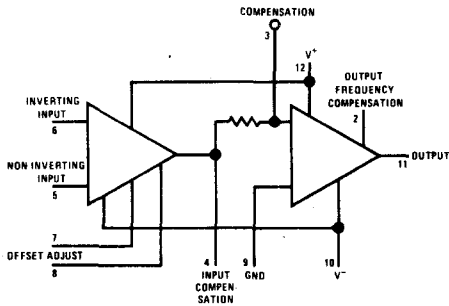 COMPENSATION
3
V+
12
OUTPUT
FREQUENCY
COMPENSATION
2
INVERTING
INPUT
6
NON INVERTING
INPUT
5
OUTPUT
11
7
OFFSET ADJUST
8
4
INPUT
COMPEN-
SATION
9
GND
10
V-